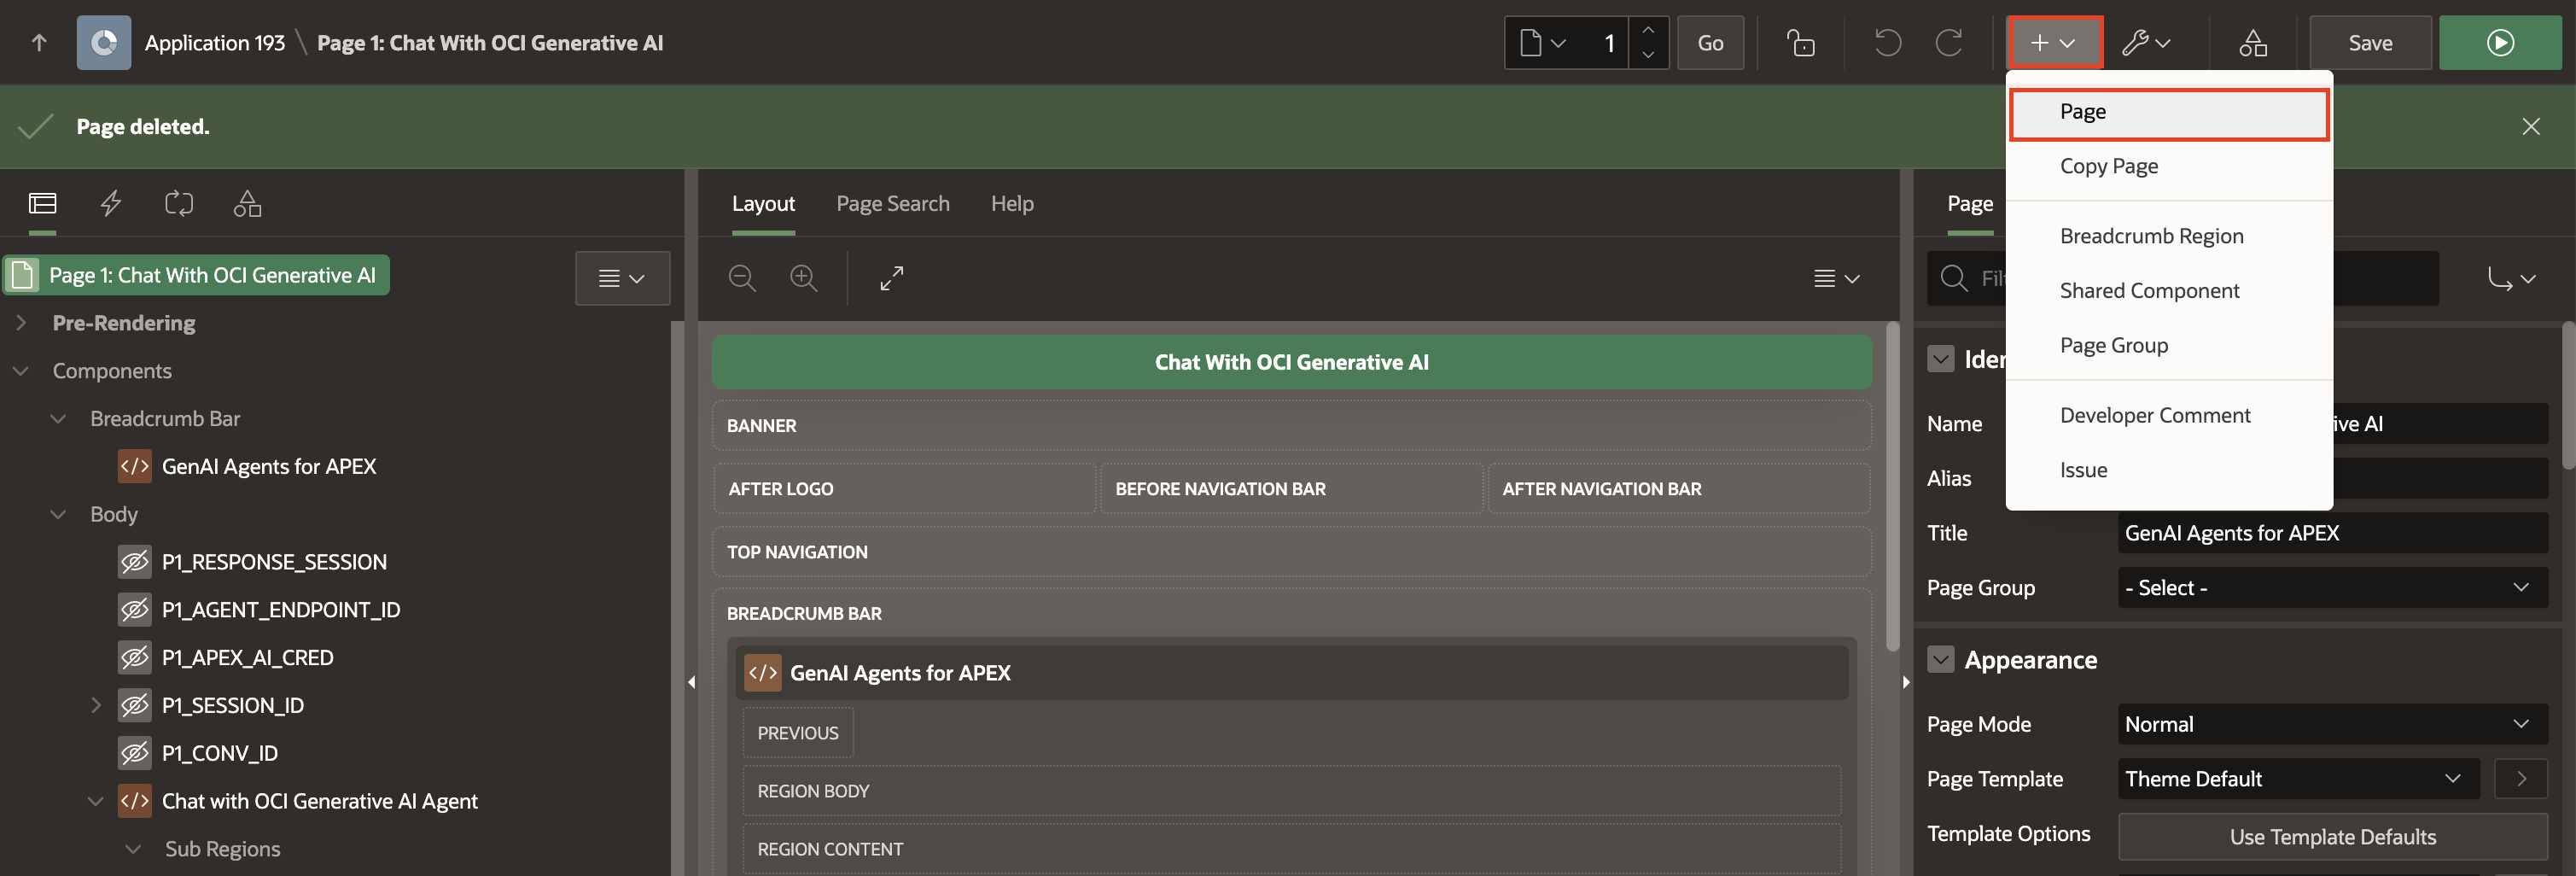 Application 193 \ Page 1: Chat With OCI Generative AI
1
Go
Save
Page deleted.
Page
Copy Page
Breadcrumb Region
Shared Component
Page Group
Developer Comment
Issue
Page 1: Chat With OCI Generative AI
Pre-Rendering
Components
Breadcrumb Bar
</> GenAI Agents for APEX
Body
P1_RESPONSE_SESSION
P1_AGENT_ENDPOINT_ID
P1_APEX_AI_CRED
P1_SESSION_ID
P1_CONV_ID
</> Chat with OCI Generative AI Agent
Sub Regions
Layout
Page Search
Help
Chat With OCI Generative AI
BANNER
AFTER LOGO
BEFORE NAVIGATION BAR
AFTER NAVIGATION BAR
TOP NAVIGATION
BREADCRUMB BAR
</> GenAI Agents for APEX
PREVIOUS
REGION BODY
REGION CONTENT
Page
Name
Alias
Title
GenAI Agents for APEX
Page Group
- Select -
Appearance
Page Mode
Normal
Page Template
Theme Default
Template Options
Use Template Defaults